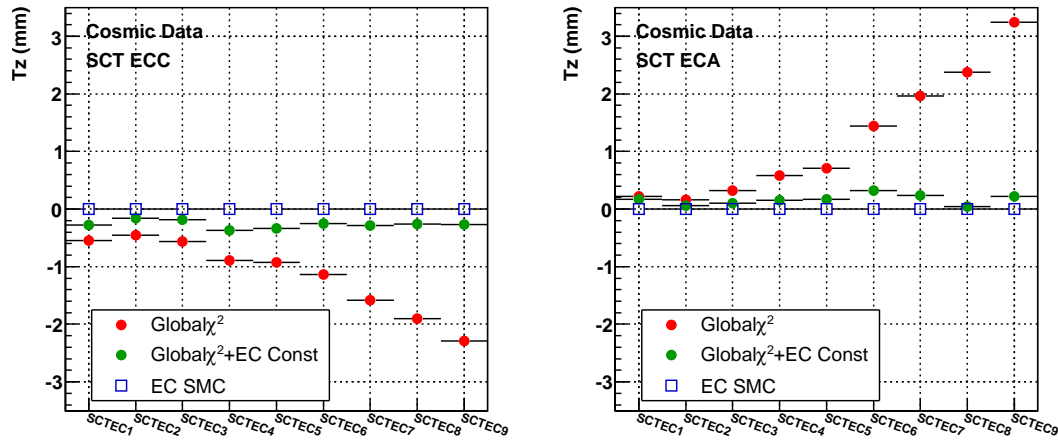 Cosmic Data
SCT ECC
Tz (mm)
3
2
1
0
-1
-2
-3
Globalχ²
Globalχ²+EC Const
EC SMC
SCTEC1 SCTEC2 SCTEC3 SCTEC4 SCTEC5 SCTEC6 SCTEC7 SCTEC8 SCTEC9
Cosmic Data
SCT ECA
Tz (mm)
3
2
1
0
-1
-2
-3
Globalχ²
Globalχ²+EC Const
EC SMC
SCTEC1 SCTEC2 SCTEC3 SCTEC4 SCTEC5 SCTEC6 SCTEC7 SCTEC8 SCTEC9